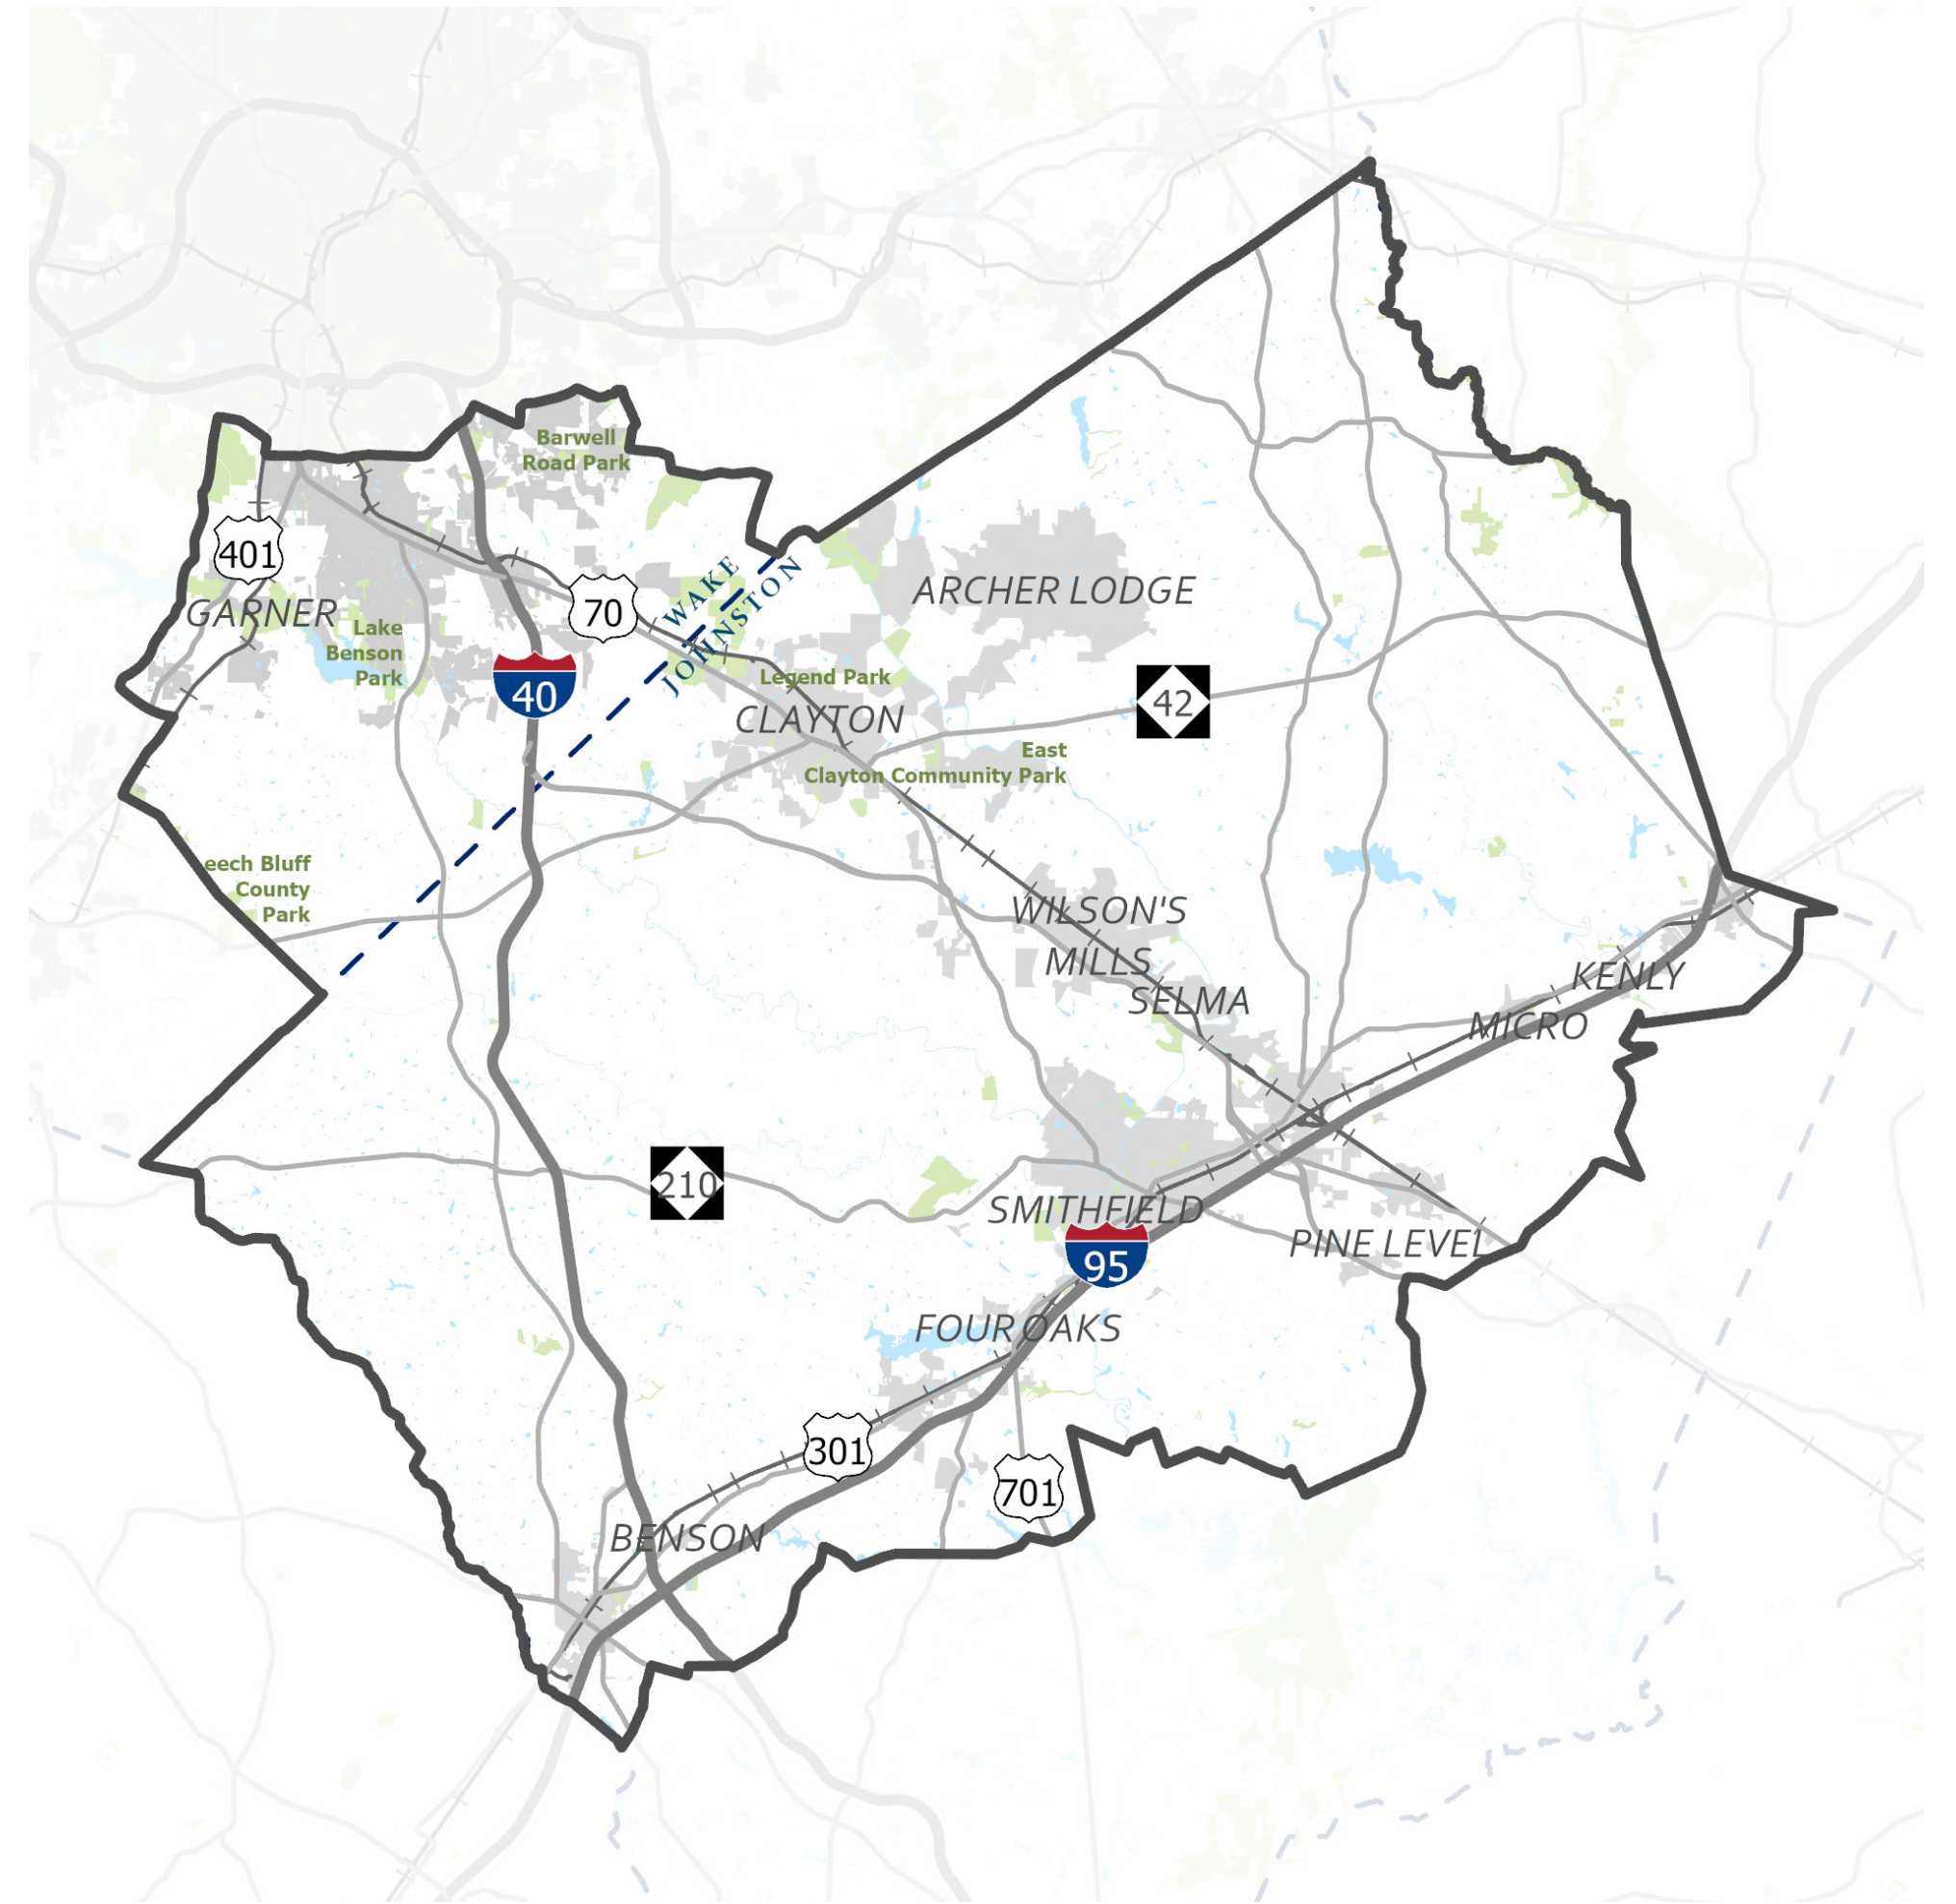 Barwell
Road Park
401
GARNER
70
WAKE
JOHNSTON
Lake
Benson
Park
40
ARCHER LODGE
Legend Park
CLAYTON
42
East
Clayton Community Park
eech Bluff
County
Park
WILSON'S
MILLS
SELMA
KENLY
MICRO
210
SMITHFIELD
PINE LEVEL
95
FOUR OAKS
301
701
BENSON